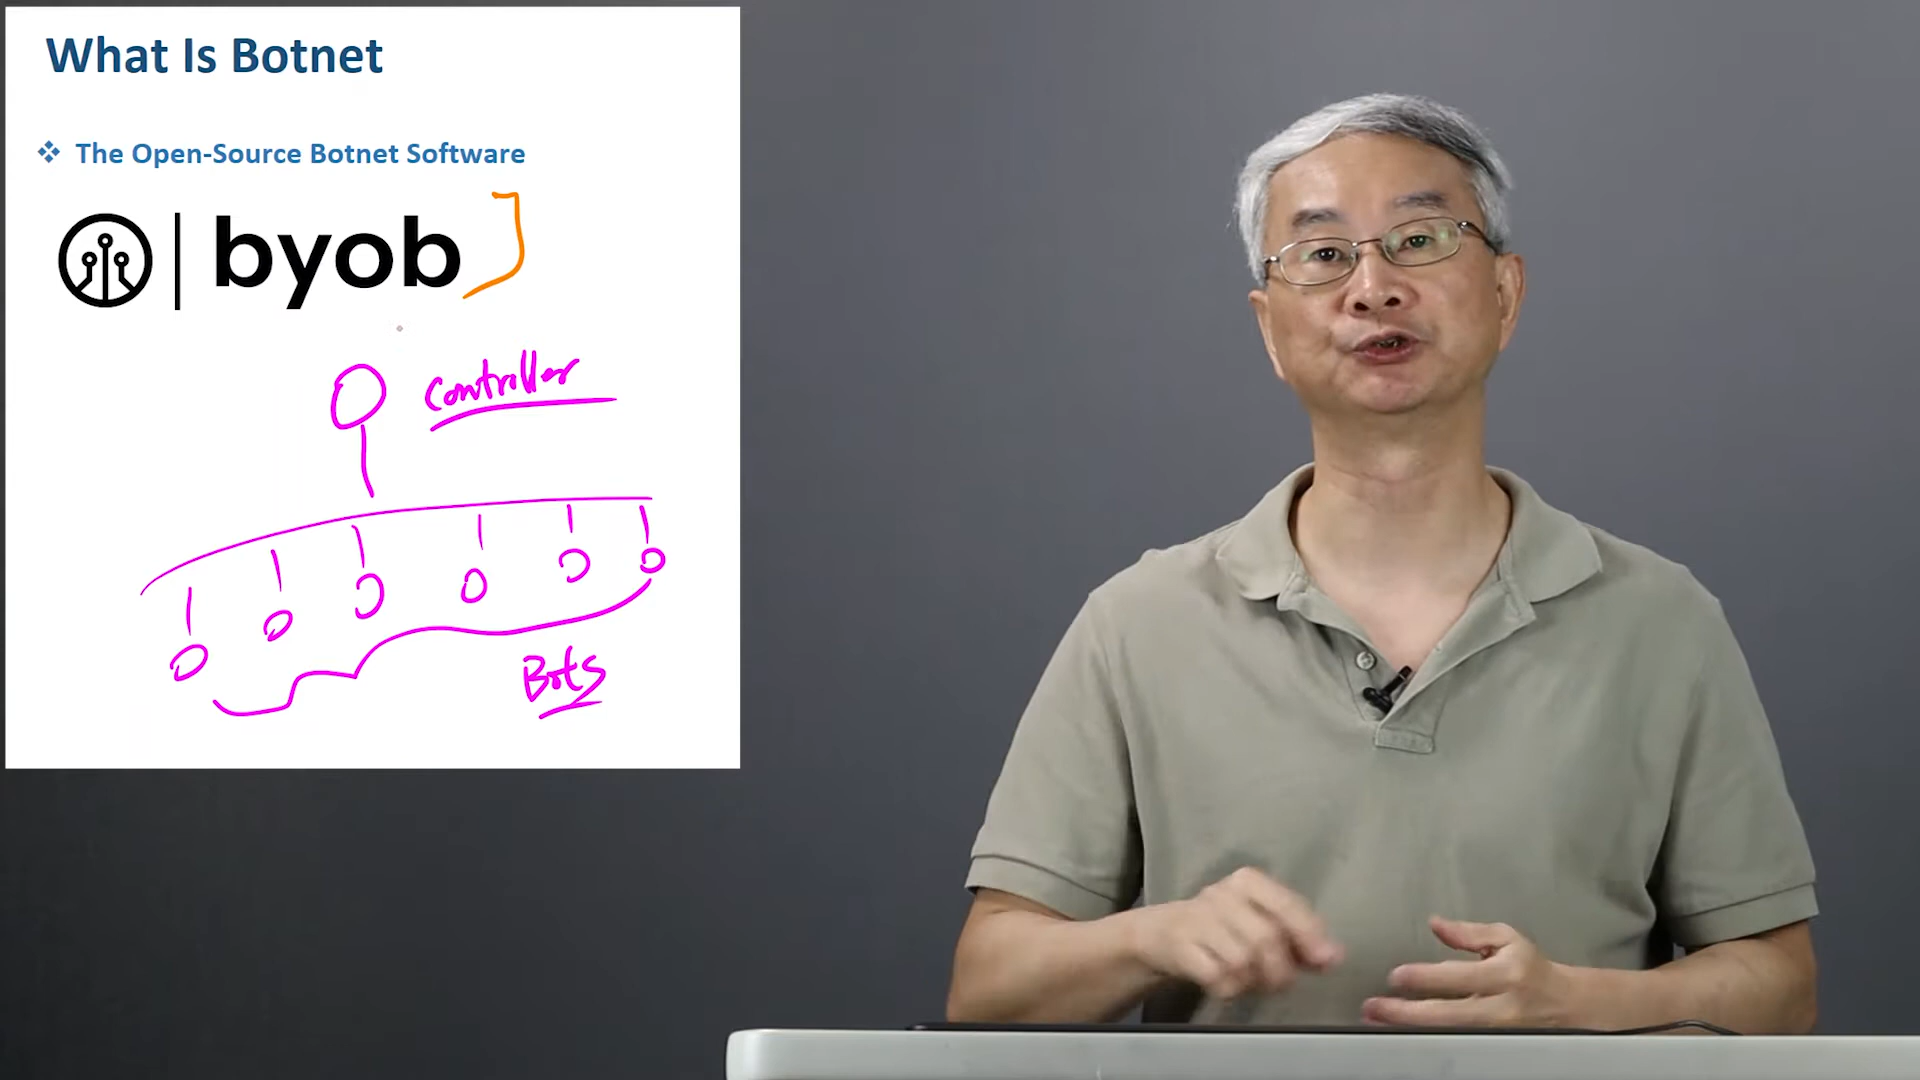 What Is Botnet
The Open-Source Botnet Software
byob
Controller
Bots